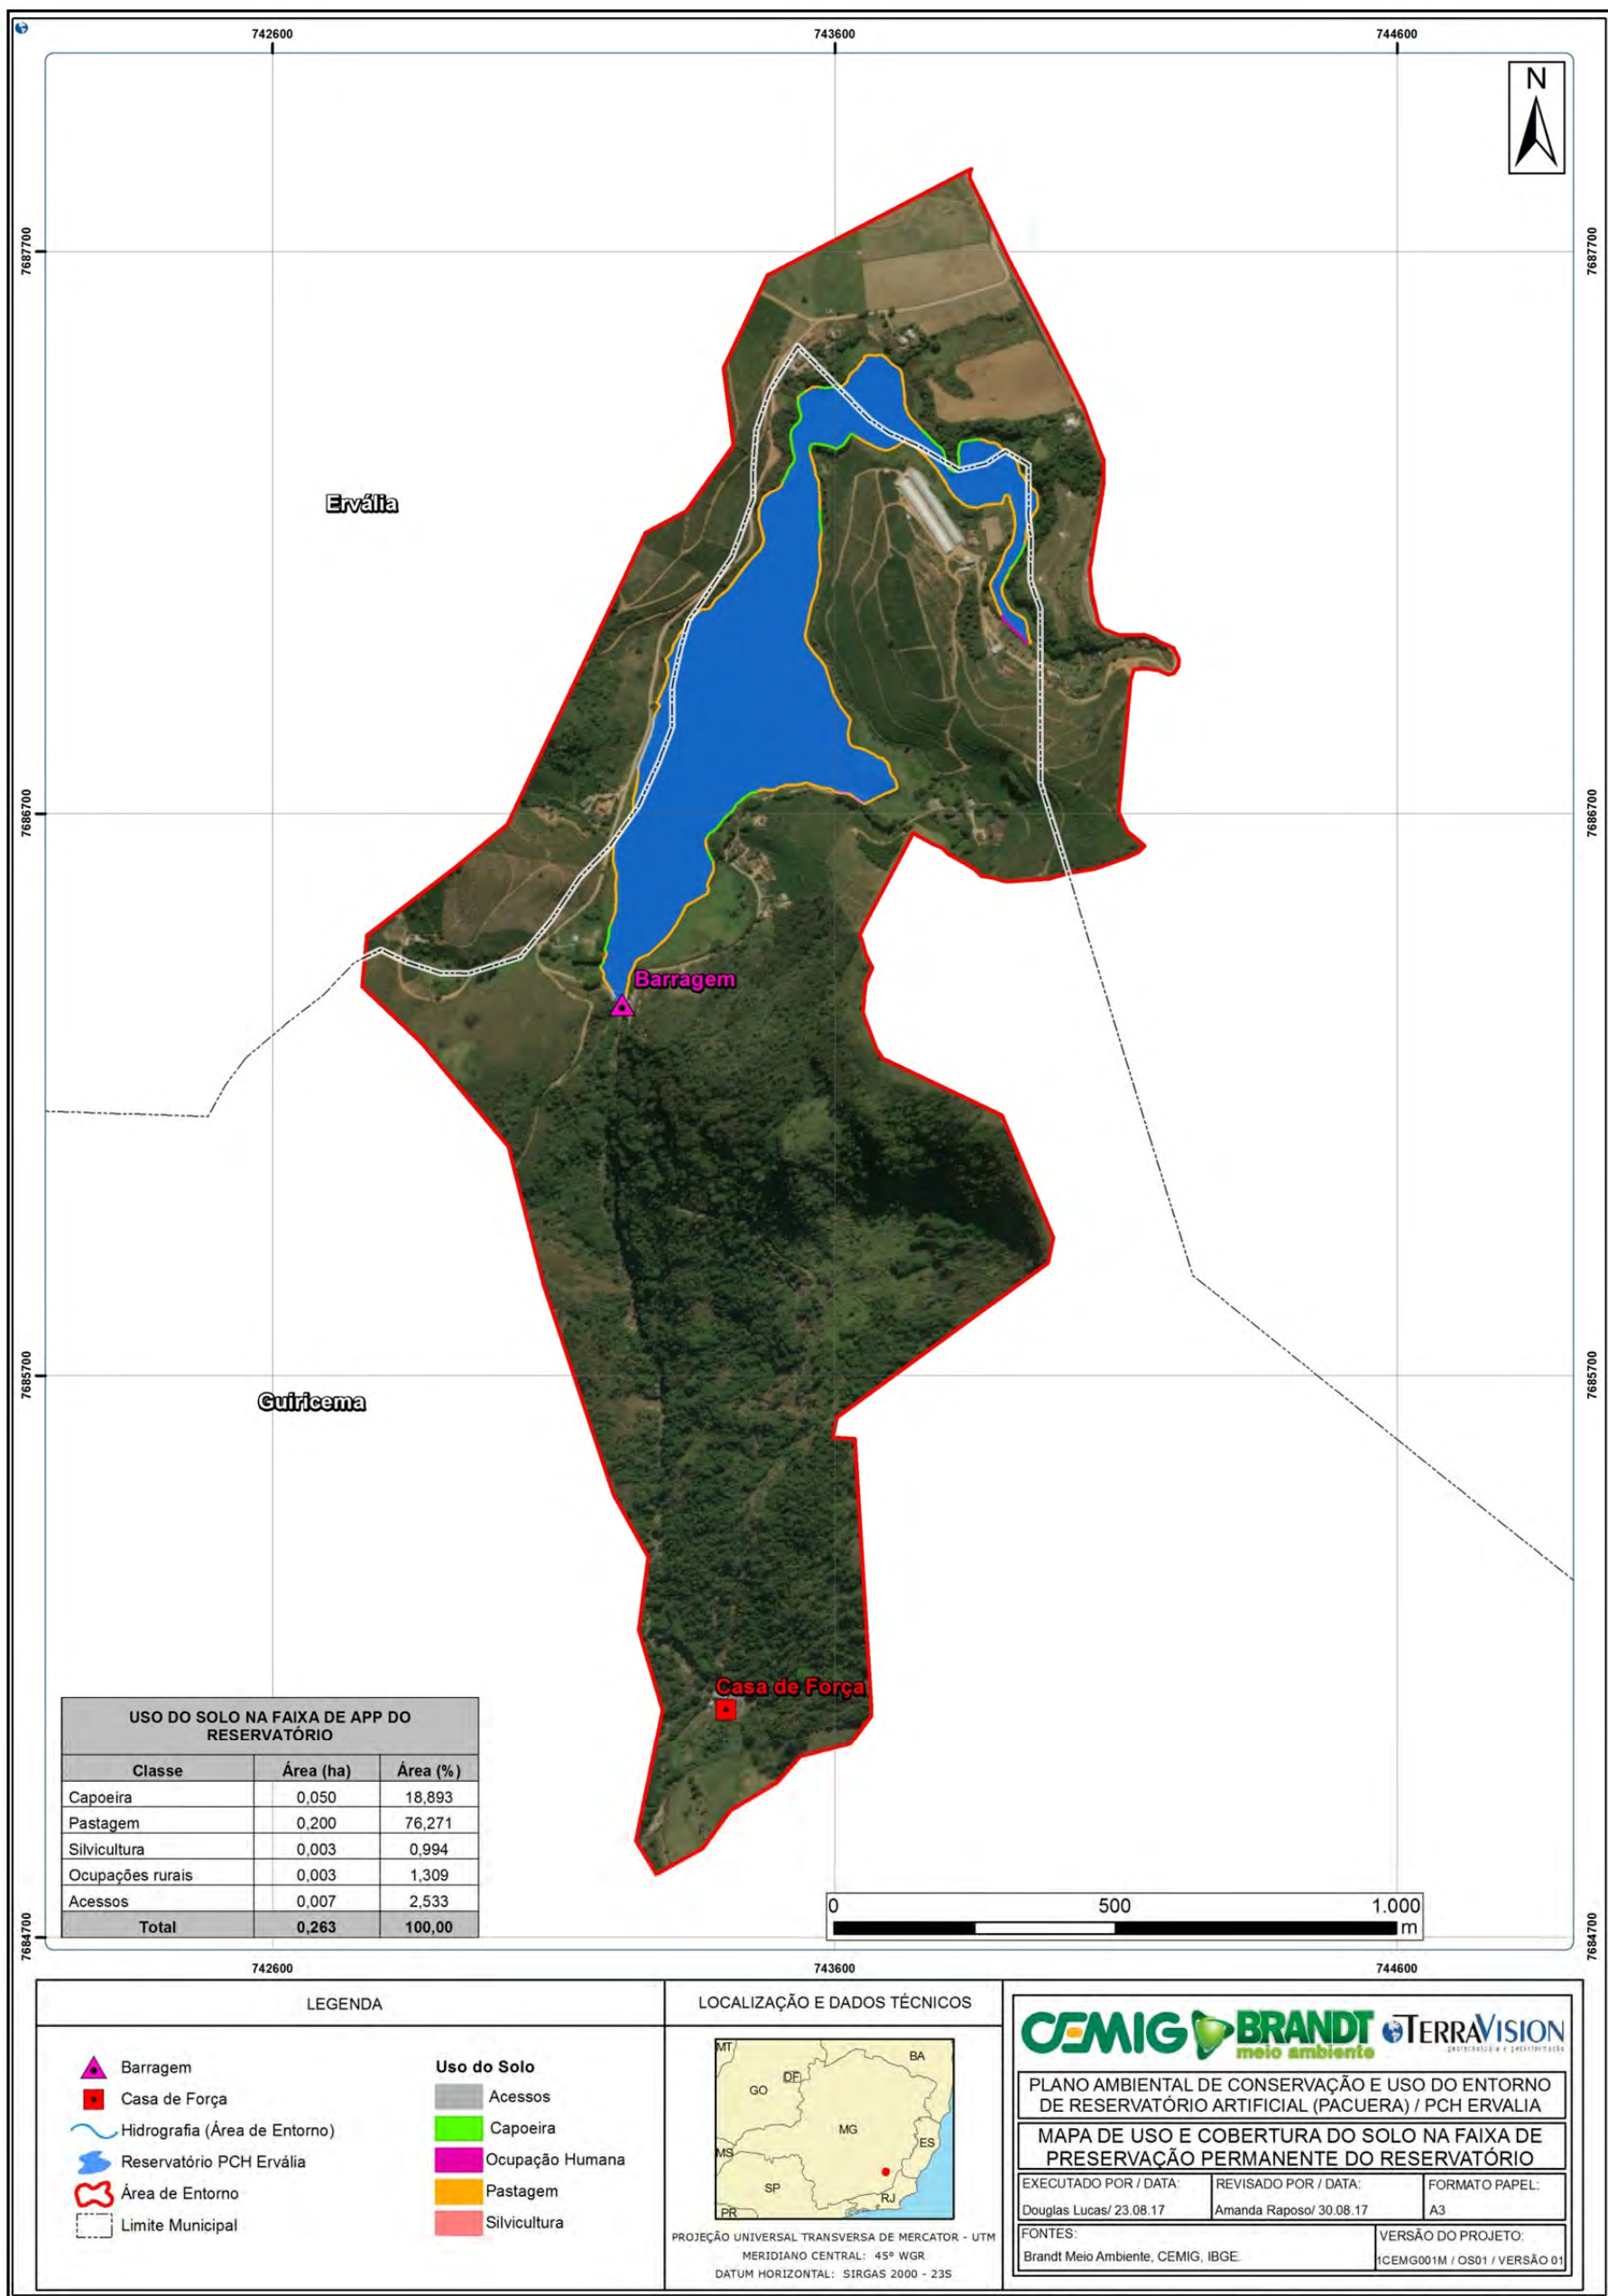 742600
743600
744600
N
7687700
7687700
Ervália
7686700
7686700
Barragem
7685700
7685700
Guiricema
Casa de Força
USO DO SOLO NA FAIXA DE APP DO
RESERVATÓRIO
Classe Área (ha) Área (%)
Capoeira 0,050 18,893
Pastagem 0,200 76,271
Silvicultura 0,003 0,994
Ocupações rurais 0,003 1,309
Acessos 0,007 2,533
Total 0,263 100,00
0 500 1.000
m
7684700
7684700
742600
743600
744600
LEGENDA
Barragem
Casa de Força
Hidrografia (Área de Entorno)
Reservatório PCH Ervália
Área de Entorno
Limite Municipal
Uso do Solo
Acessos
Capoeira
Ocupação Humana
Pastagem
Silvicultura
LOCALIZAÇÃO E DADOS TÉCNICOS
MT
BA
DF
GO
MG
ES
MS
SP
RJ
PR
PROJEÇÃO UNIVERSAL TRANSVERSA DE MERCATOR - UTM
MERIDIANO CENTRAL: 45º WGR
DATUM HORIZONTAL: SIRGAS 2000 - 23S
CEMIG
BRANDT
meio ambiente
TERRAVISION
PLANO AMBIENTAL DE CONSERVAÇÃO E USO DO ENTORNO
DE RESERVATÓRIO ARTIFICIAL (PACUERA) / PCH ERVALIA
MAPA DE USO E COBERTURA DO SOLO NA FAIXA DE
PRESERVAÇÃO PERMANENTE DO RESERVATÓRIO
EXECUTADO POR / DATA:
Douglas Lucas/ 23.08.17
REVISADO POR / DATA:
Amanda Raposo/ 30.08.17
FORMATO PAPEL:
A3
FONTES:
Brandt Meio Ambiente, CEMIG, IBGE.
VERSÃO DO PROJETO:
1CEMG001M / OS01 / VERSÃO 01